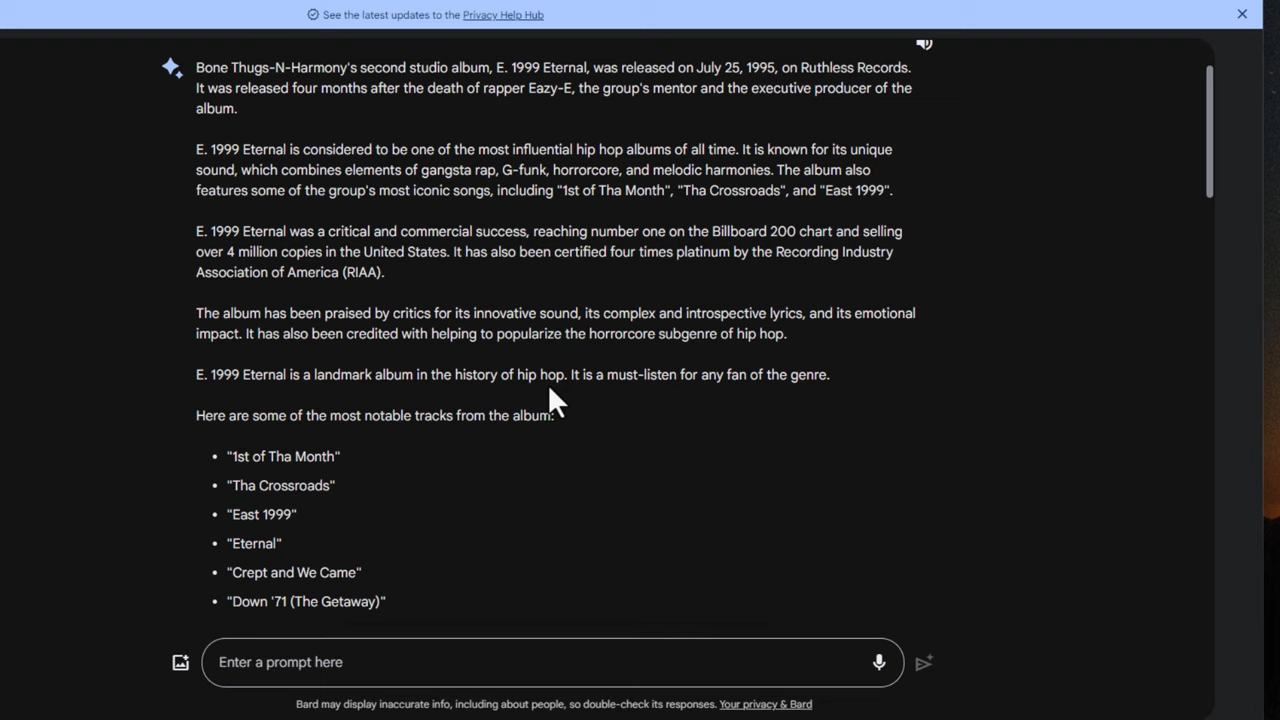 See the latest updates to the Privacy Help Hub
Bone Thugs-N-Harmony's second studio album, E. 1999 Eternal, was released on July 25, 1995, on Ruthless Records.
It was released four months after the death of rapper Eazy-E, the group's mentor and the executive producer of the
album.
E. 1999 Eternal is considered to be one of the most influential hip hop albums of all time. It is known for its unique
sound, which combines elements of gangsta rap, G-funk, horrorcore, and melodic harmonies. The album also
features some of the group's most iconic songs, including "1st of Tha Month", "Tha Crossroads", and "East 1999".
E. 1999 Eternal was a critical and commercial success, reaching number one on the Billboard 200 chart and selling
over 4 million copies in the United States. It has also been certified four times platinum by the Recording Industry
Association of America (RIAA).
The album has been praised by critics for its innovative sound, its complex and introspective lyrics, and its emotional
impact. It has also been credited with helping to popularize the horrorcore subgenre of hip hop.
E. 1999 Eternal is a landmark album in the history of hip hop. It is a must-listen for any fan of the genre.
Here are some of the most notable tracks from the album:
• "1st of Tha Month"
• "Tha Crossroads"
• "East 1999"
• "Eternal"
• "Crept and We Came"
• "Down '71 (The Getaway)"
Enter a prompt here
Bard may display inaccurate info, including about people, so double-check its responses. Your privacy & Bard